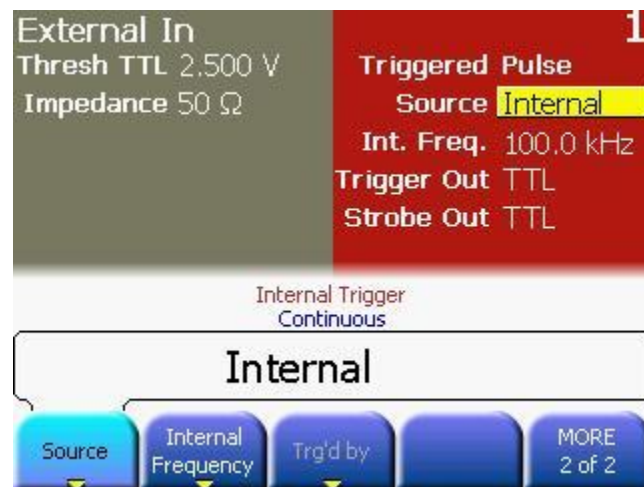 External In
Thresh TTL 2.500 V
Impedance 50 Ω
1
Triggered Pulse
Source Internal
Int. Freq. 100.0 kHz
Trigger Out TTL
Strobe Out TTL
Internal Trigger
Continuous
Internal
Source
Internal
Frequency
Trg'd by
MORE
2 of 2